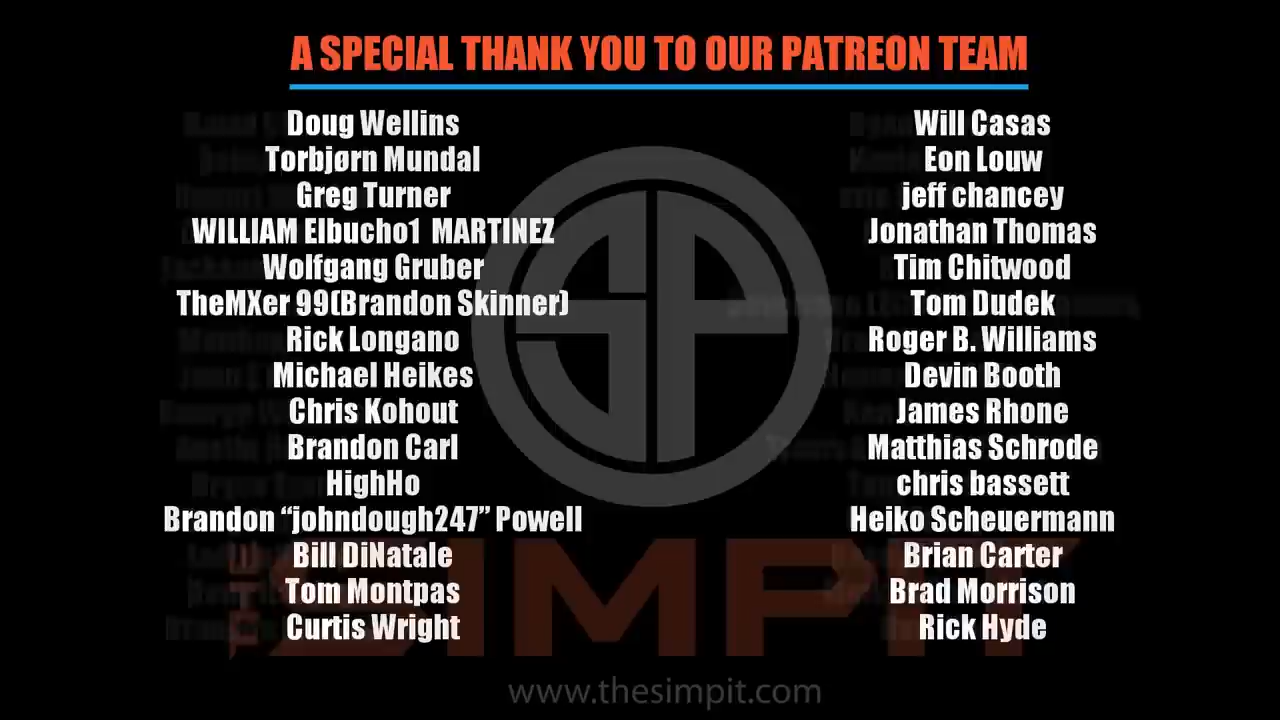 A SPECIAL THANK YOU TO OUR PATREON TEAM
Doug Wellins
Torbjørn Mundal
Greg Turner
WILLIAM Elbucho1  MARTINEZ
Wolfgang Gruber
TheMXer 99(Brandon Skinner)
Rick Longano
Michael Heikes
Chris Kohout
Brandon Carl
HighHo
Brandon “johndough247” Powell
Bill DiNatale
Tom Montpas
Curtis Wright
Will Casas
Eon Louw
jeff chancey
Jonathan Thomas
Tim Chitwood
Tom Dudek
Roger B. Williams
Devin Booth
James Rhone
Matthias Schrode
chris bassett
Heiko Scheuermann
Brian Carter
Brad Morrison
Rick Hyde
SP
THE SIMPIT
www.thesimpit.com